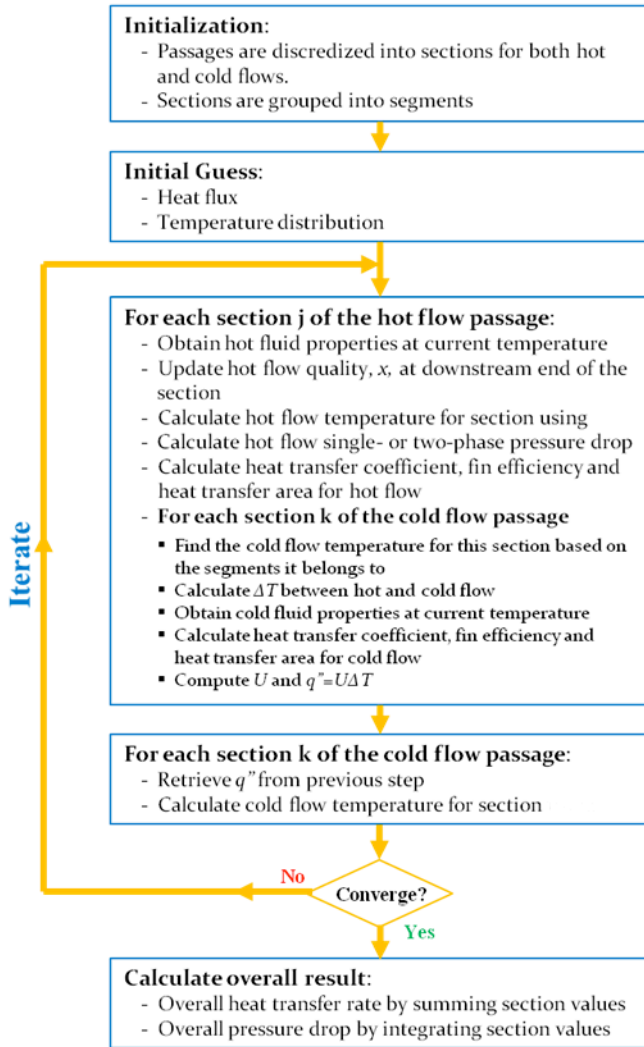 Initialization:
- Passages are discredized into sections for both hot
and cold flows.
- Sections are grouped into segments
Initial Guess:
- Heat flux
- Temperature distribution
For each section j of the hot flow passage:
- Obtain hot fluid properties at current temperature
- Update hot flow quality, x, at downstream end of the
section
- Calculate hot flow temperature for section using
- Calculate hot flow single- or two-phase pressure drop
- Calculate heat transfer coefficient, fin efficiency and
heat transfer area for hot flow
- For each section k of the cold flow passage
▪ Find the cold flow temperature for this section based on
the segments it belongs to
▪ Calculate ΔT between hot and cold flow
▪ Obtain cold fluid properties at current temperature
▪ Calculate heat transfer coefficient, fin efficiency and
heat transfer area for cold flow
▪ Compute U and q"=UΔT
Iterate
For each section k of the cold flow passage:
- Retrieve q" from previous step
- Calculate cold flow temperature for section
No
Converge?
Yes
Calculate overall result:
- Overall heat transfer rate by summing section values
- Overall pressure drop by integrating section values